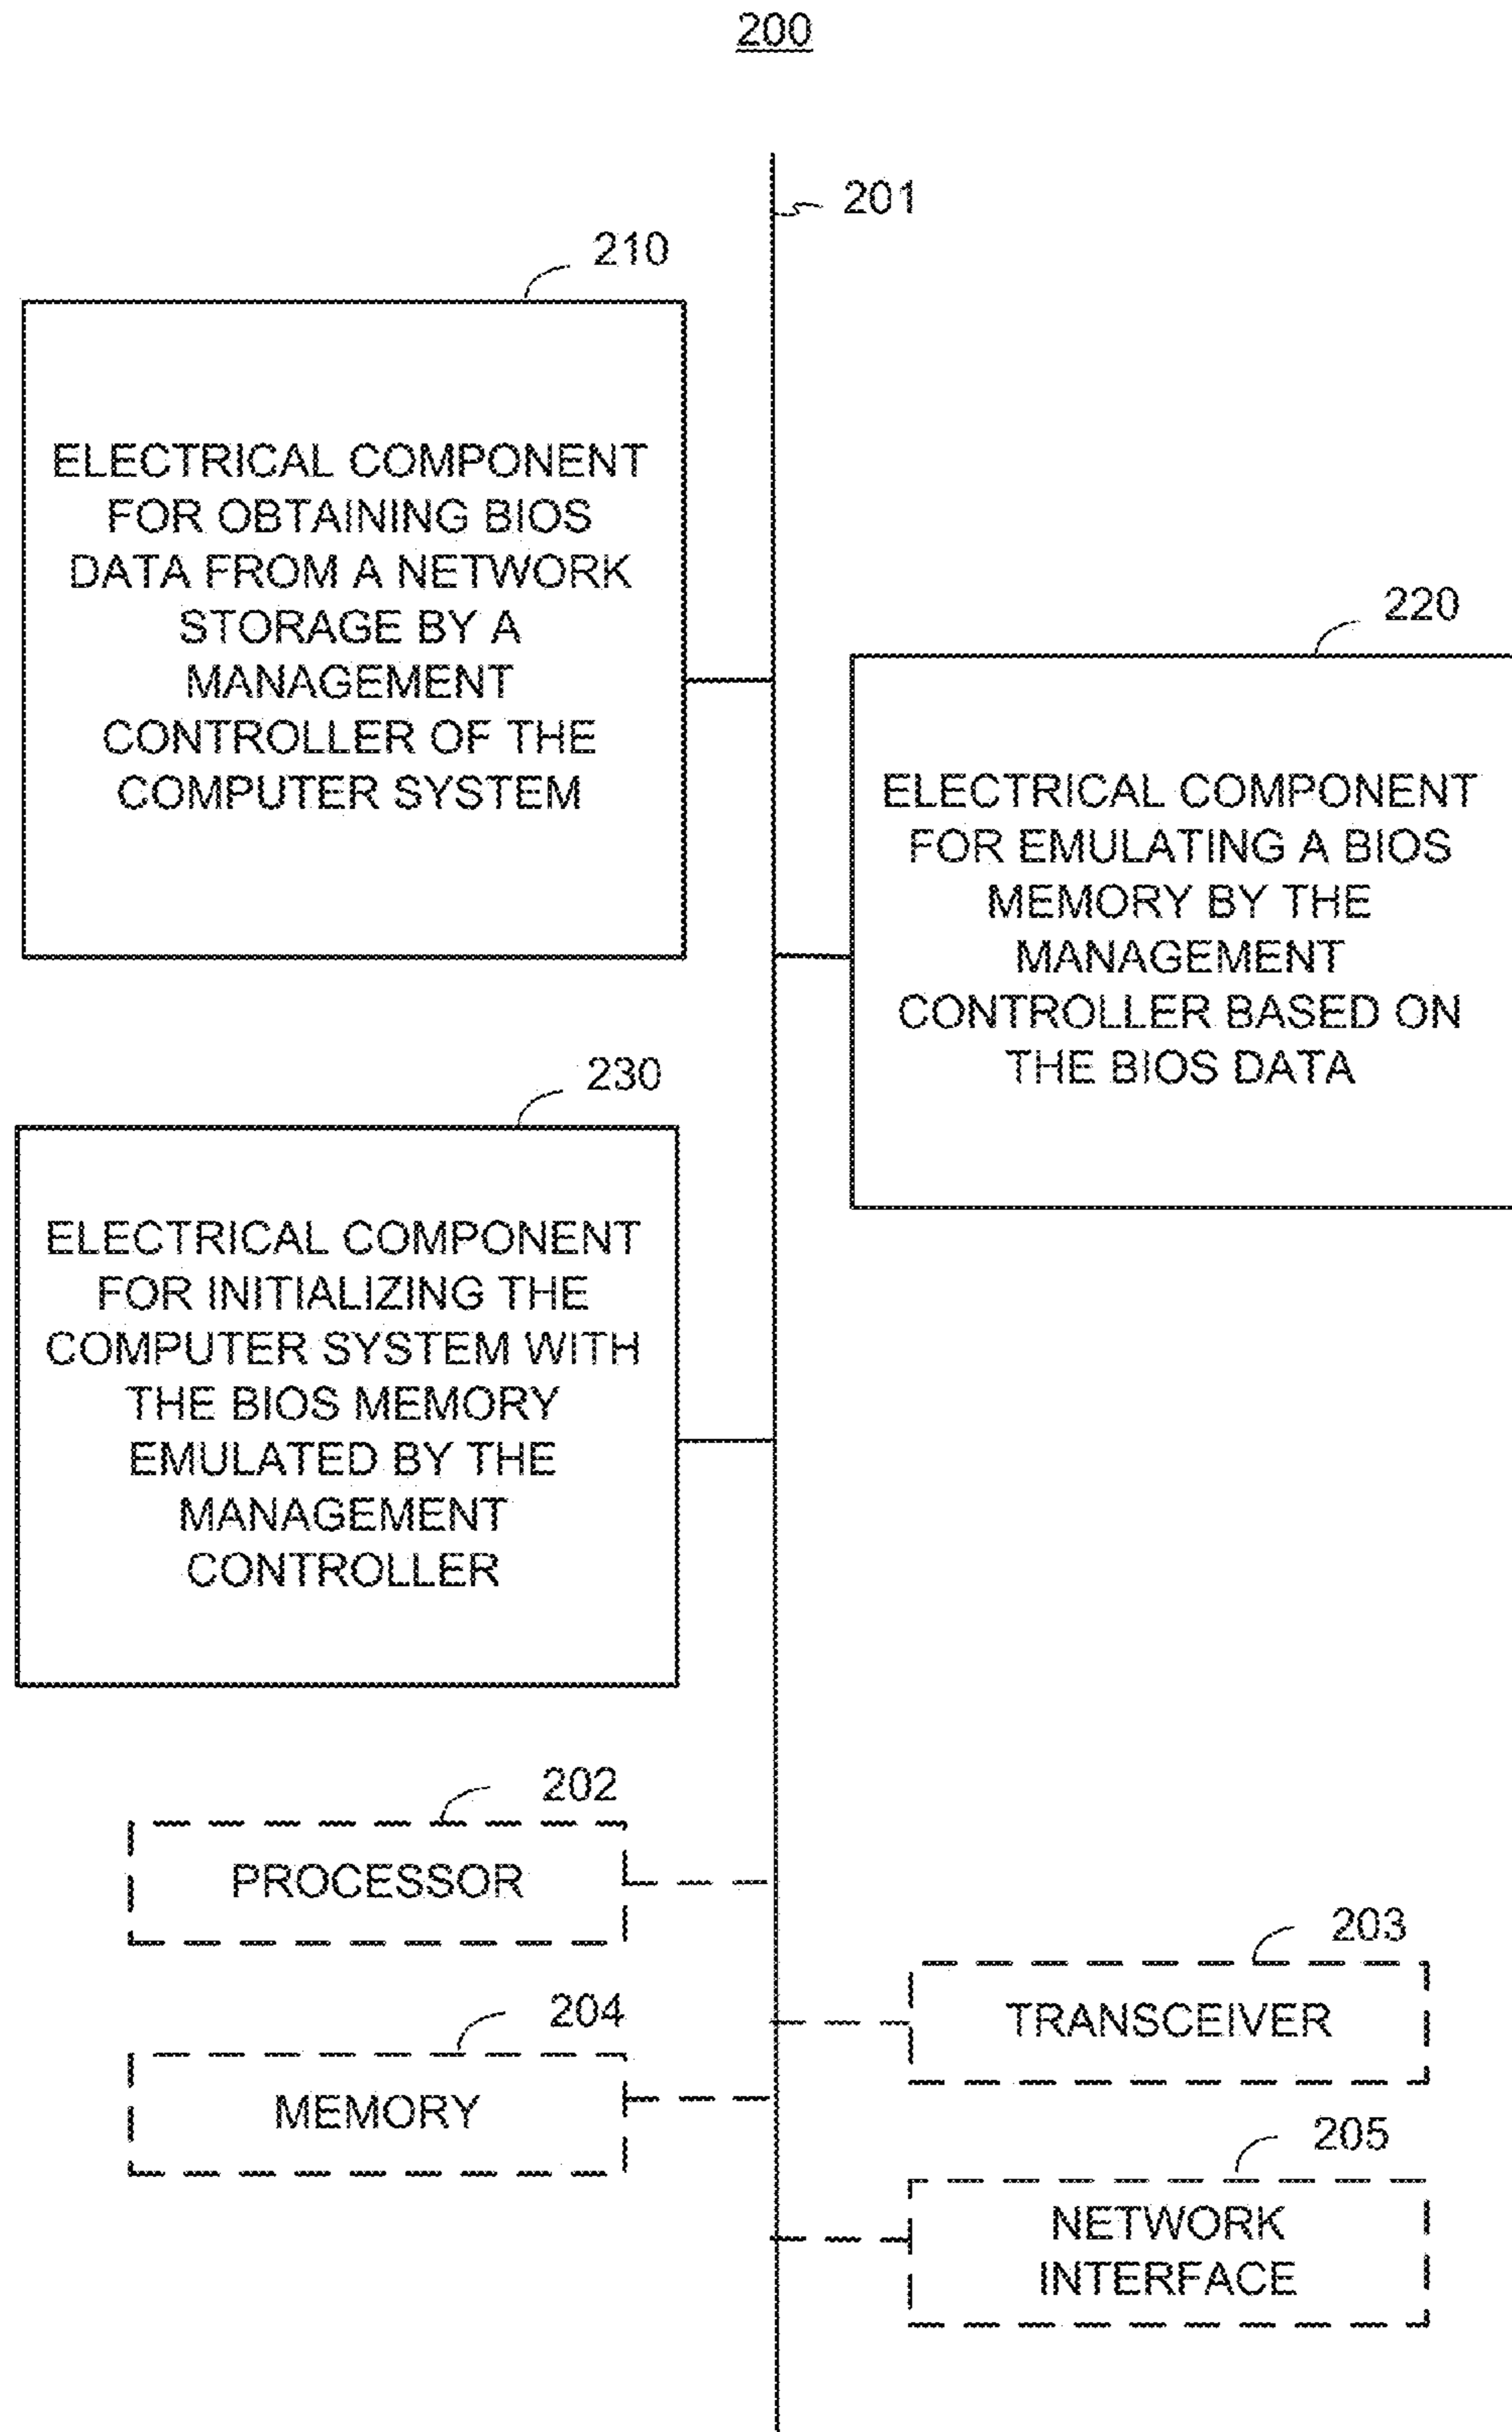 200
201
210
ELECTRICAL COMPONENT
FOR OBTAINING BIOS
DATA FROM A NETWORK
STORAGE BY A
MANAGEMENT
CONTROLLER OF THE
COMPUTER SYSTEM
220
ELECTRICAL COMPONENT
FOR EMULATING A BIOS
MEMORY BY THE
MANAGEMENT
CONTROLLER BASED ON
THE BIOS DATA
230
ELECTRICAL COMPONENT
FOR INITIALIZING THE
COMPUTER SYSTEM WITH
THE BIOS MEMORY
EMULATED BY THE
MANAGEMENT
CONTROLLER
202
PROCESSOR
203
TRANSCEIVER
204
MEMORY
205
NETWORK
INTERFACE